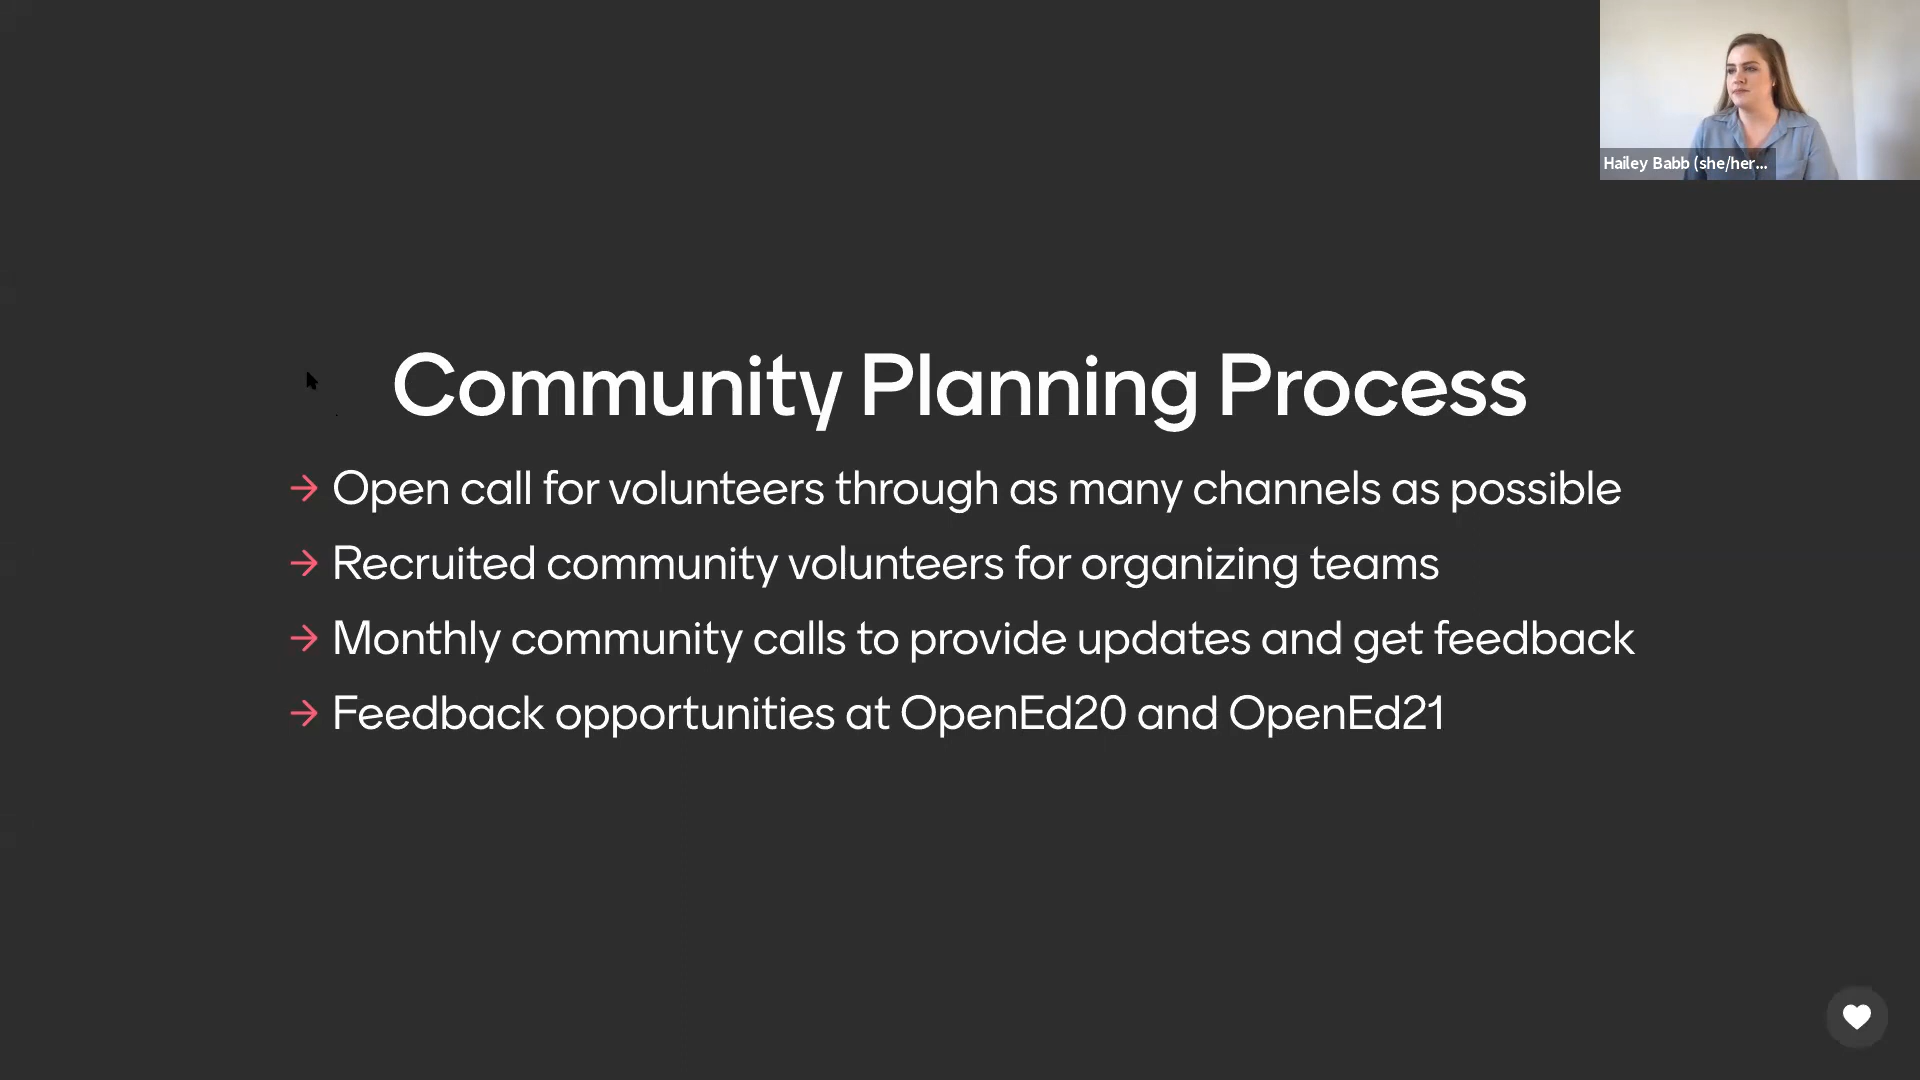 Hailey Babb (she/her...
Community Planning Process
→ Open call for volunteers through as many channels as possible
→ Recruited community volunteers for organizing teams
→ Monthly community calls to provide updates and get feedback
→ Feedback opportunities at OpenEd20 and OpenEd21